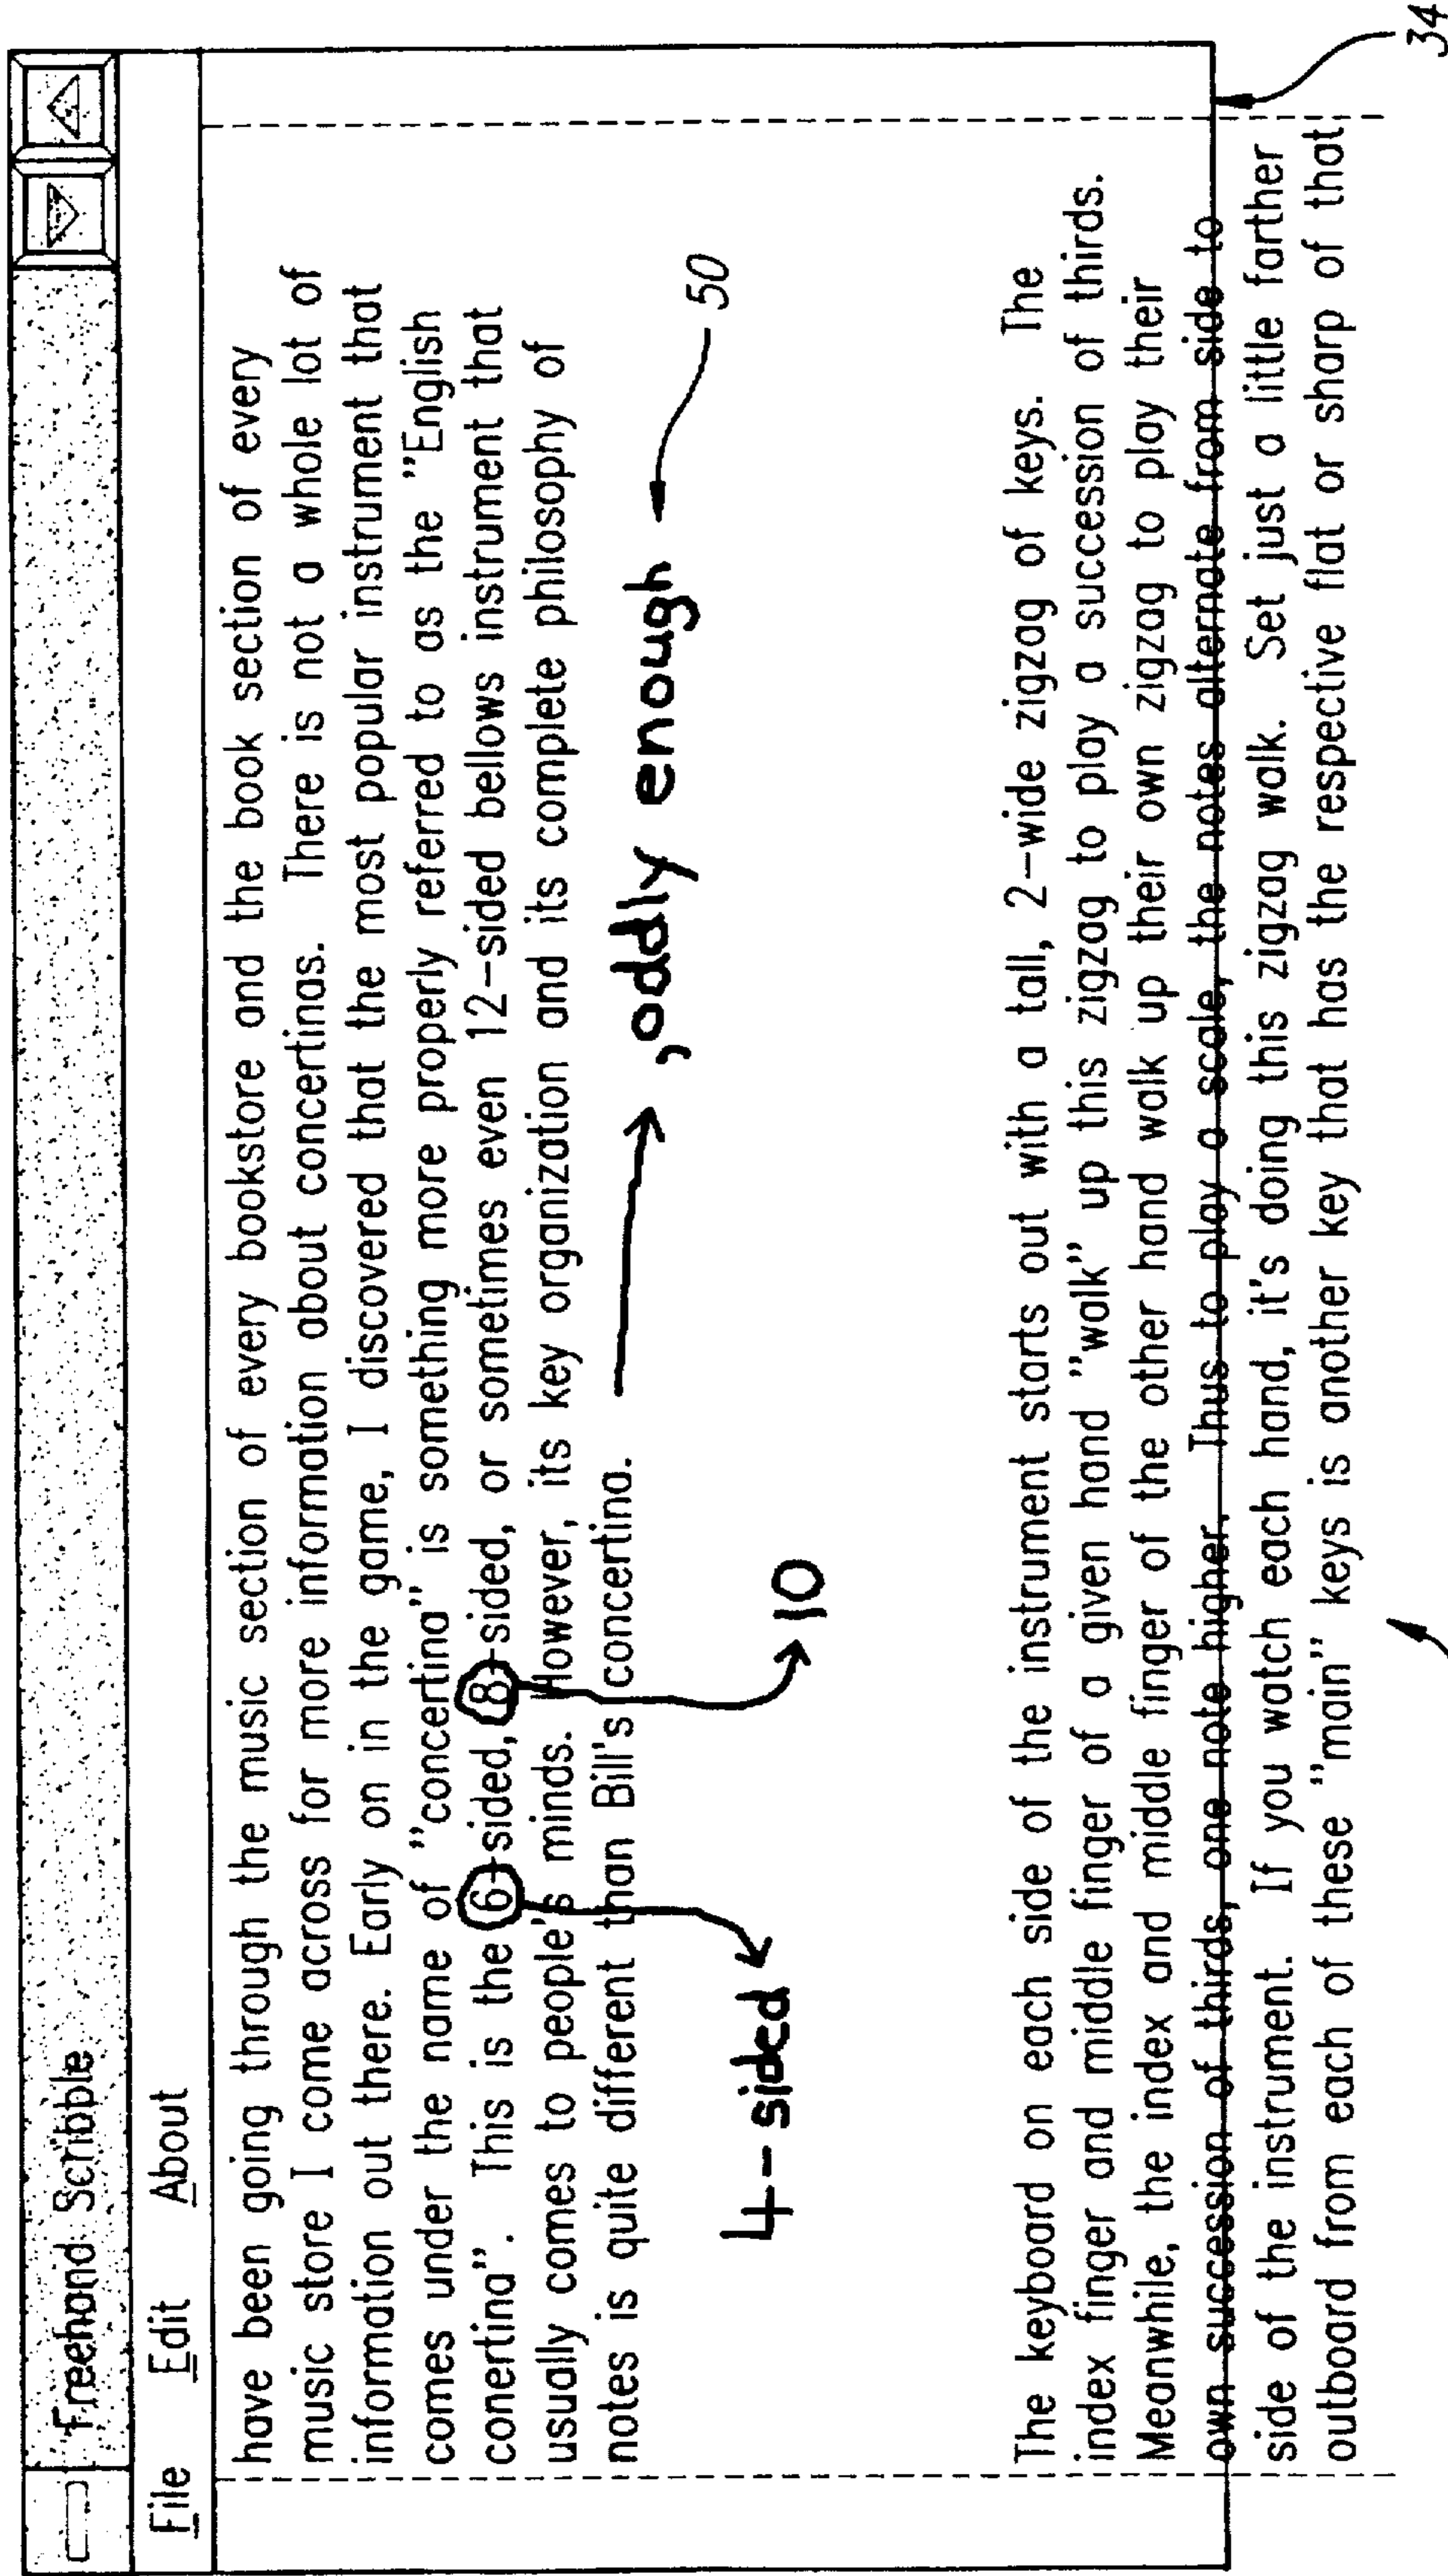 Freehand Scribble
File Edit About
have been going through the music section of every bookstore and the book section of every
music store I come across for more information about concertinas. There is not a whole lot of
information out there. Early on in the game, I discovered that the most popular instrument that
comes under the name of "concertina" is something more properly referred to as the "English
conertina". This is the 6-sided, 8-sided, or sometimes even 12-sided bellows instrument that
usually comes to people's minds. However, its key organization and its complete philosophy of
notes is quite different than Bill's concertina.
, oddly enough
50
4-sided
10
The keyboard on each side of the instrument starts out with a tall, 2-wide zigzag of keys. The
index finger and middle finger of a given hand "walk" up this zigzag to play a succession of thirds.
Meanwhile, the index and middle finger of the other hand walk up their own zigzag to play their
own succession of thirds, one note higher. Thus to play a scale, the notes alternate from side to
side of the instrument. If you watch each hand, it's doing this zigzag walk. Set just a little farther
outboard from each of these "main" keys is another key that has the respective flat or sharp of that
34